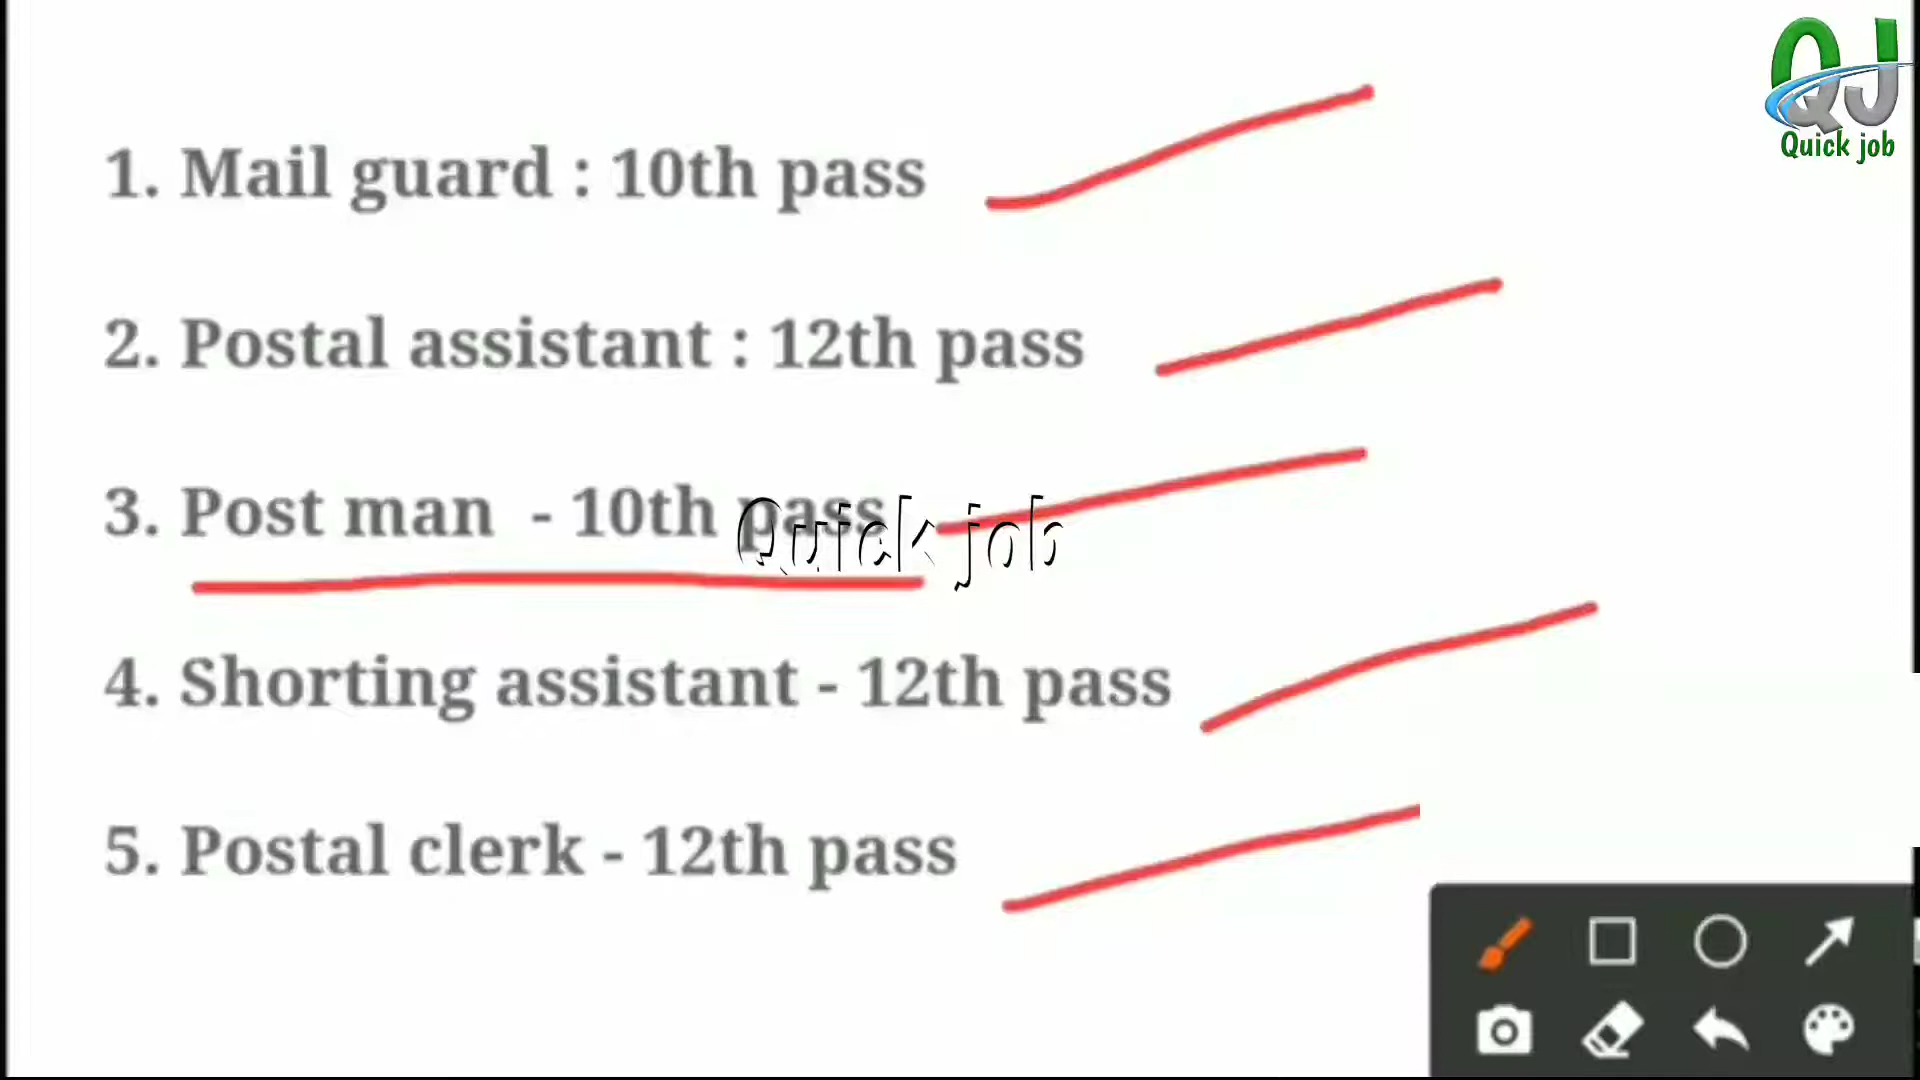 QJ
Quick job
1. Mail guard : 10th pass
2. Postal assistant : 12th pass
3. Post man - 10th pass
Quick job
4. Shorting assistant - 12th pass
5. Postal clerk - 12th pass